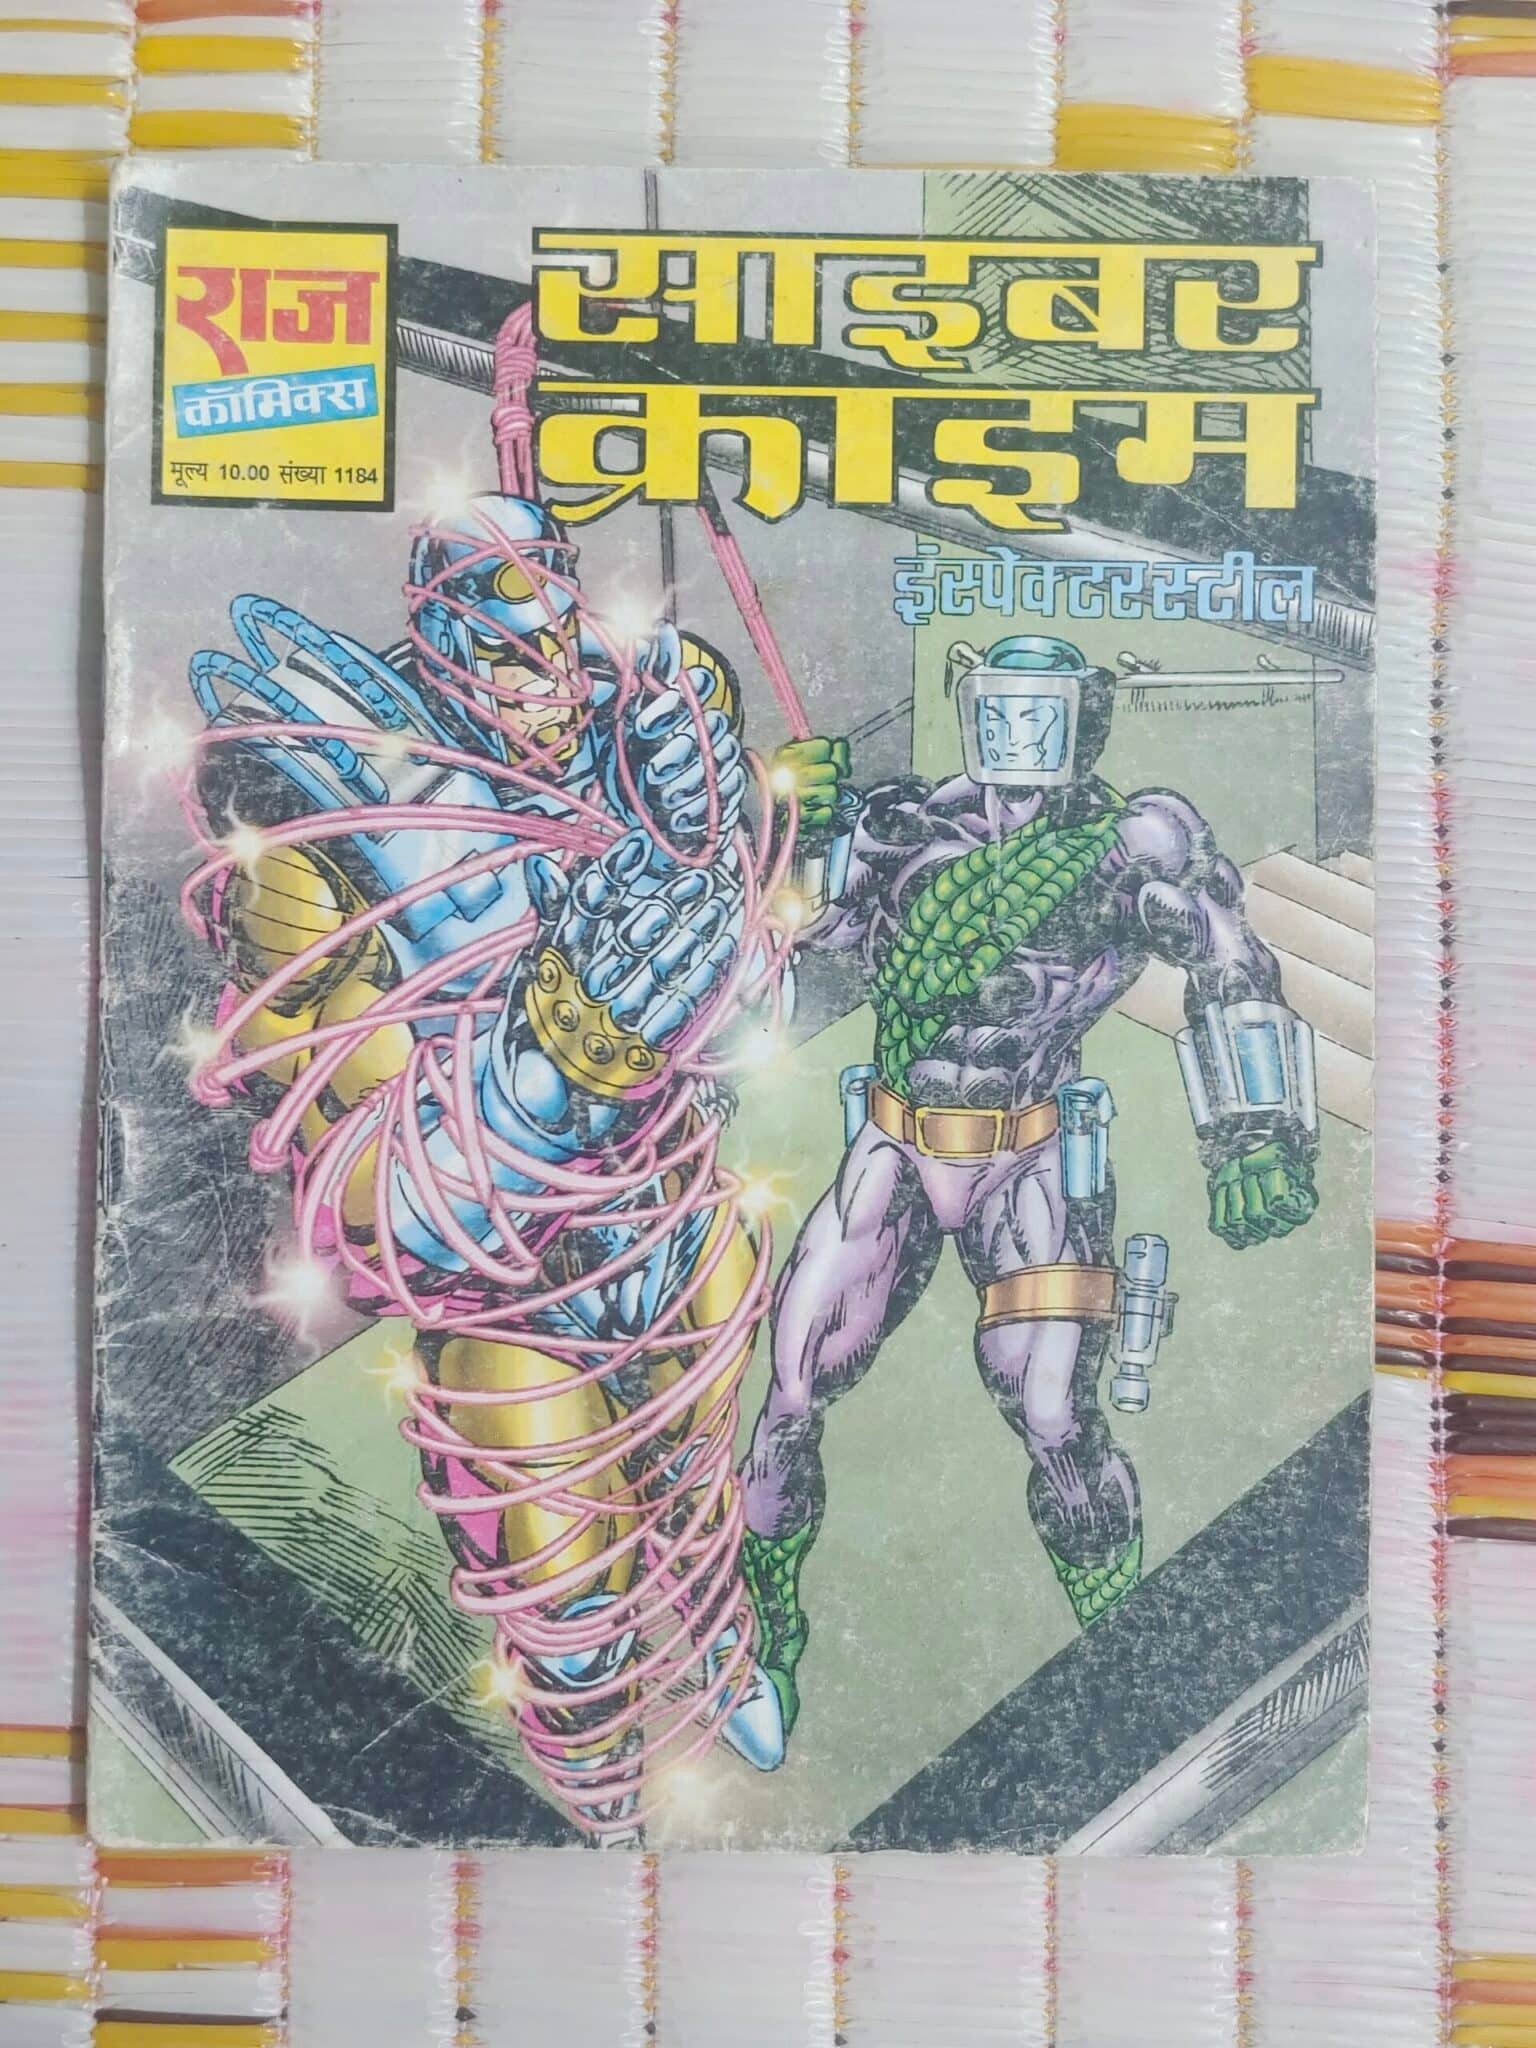 राज
कॉमिक्स
मूल्य 10.00 संख्या 1184
साइबर
क्राइम
इंस्पेक्टर स्टील